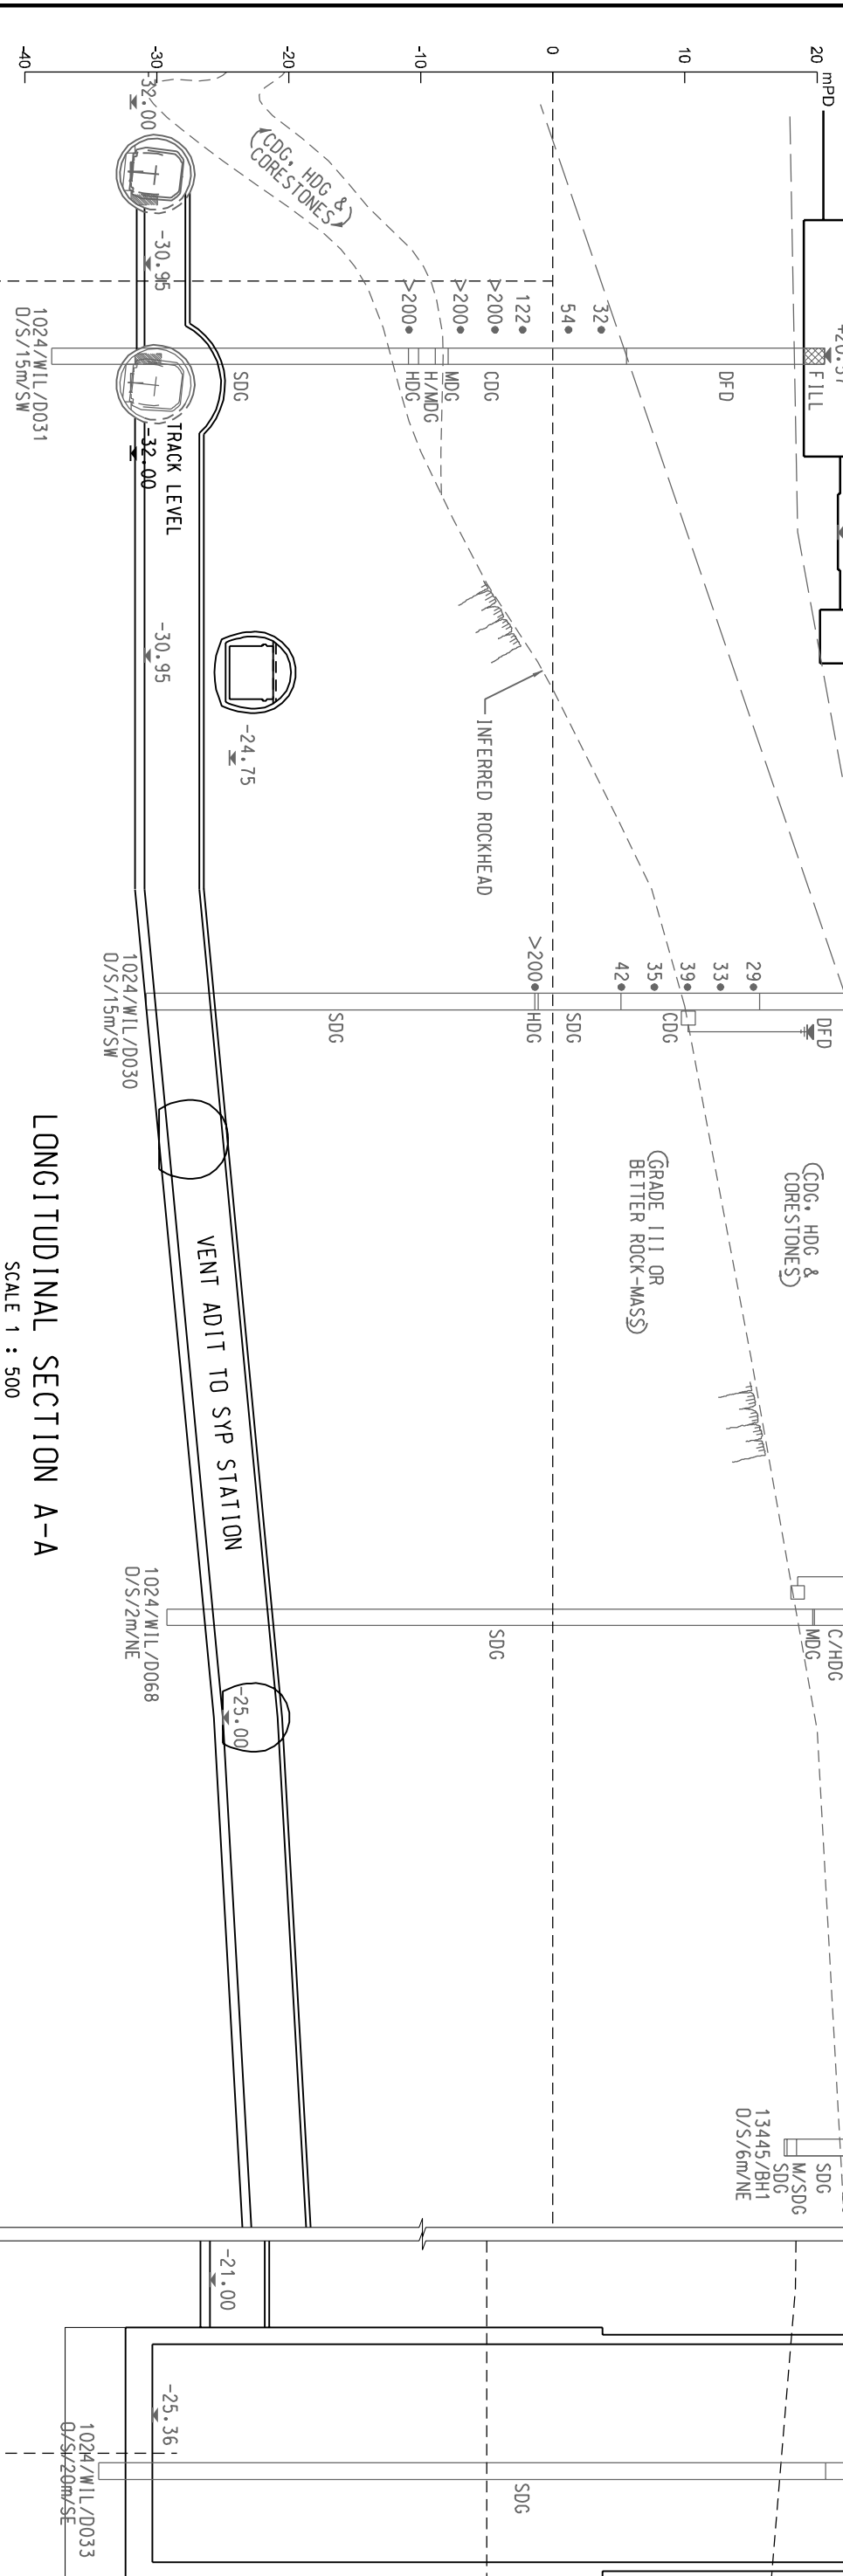 20 mPD
10
0
-10
-20
-30
-40
FILL
DFD
32
54
122
>200
>200
>200
CDG
MDG
H/MDG
HDG
SDG
(CDG, HDG &
CORESTONES)
-32.00
-30.95
1024/WIL/D031
O/S/15m/SW
TRACK LEVEL
-32.00
-30.95
-24.75
INFERRED ROCKHEAD
DFD
29
33
39
35
42
>200
CDG
SDG
HDG
SDG
1024/WIL/D030
O/S/15m/SW
(CDG, HDG &
CORESTONES)
(GRADE III OR
BETTER ROCK-MASS)
VENT ADIT TO SYP STATION
C/HDG
MDG
SDG
1024/WIL/D068
O/S/2m/NE
-25.00
SDG
M/SDG
SDG
13445/BH1
O/S/6m/NE
-21.00
-25.36
SDG
1024/WIL/D033
O/S/20m/SE
LONGITUDINAL SECTION A-A
SCALE 1 : 500